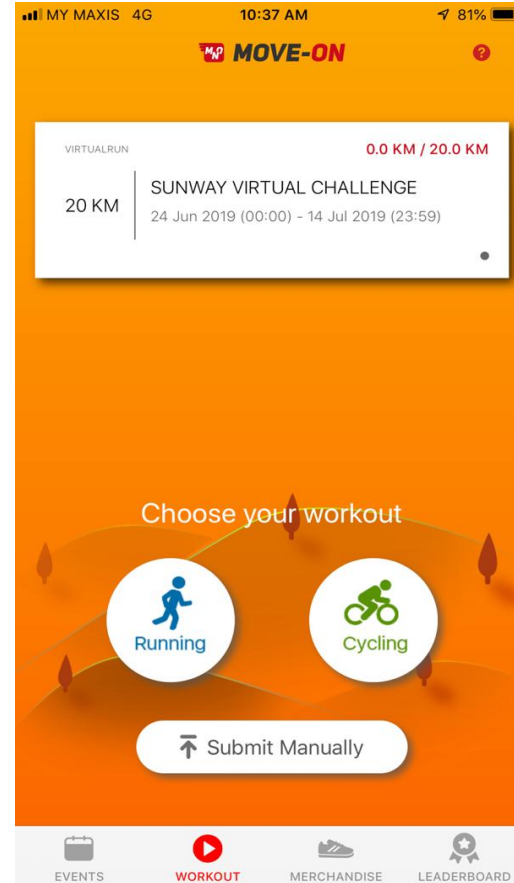 MY MAXIS 4G 10:37 AM 81%
MNP MOVE-ON ?
VIRTUALRUN 0.0 KM / 20.0 KM
20 KM SUNWAY VIRTUAL CHALLENGE
24 Jun 2019 (00:00) - 14 Jul 2019 (23:59)
Choose your workout
Running Cycling
Submit Manually
EVENTS WORKOUT MERCHANDISE LEADERBOARD